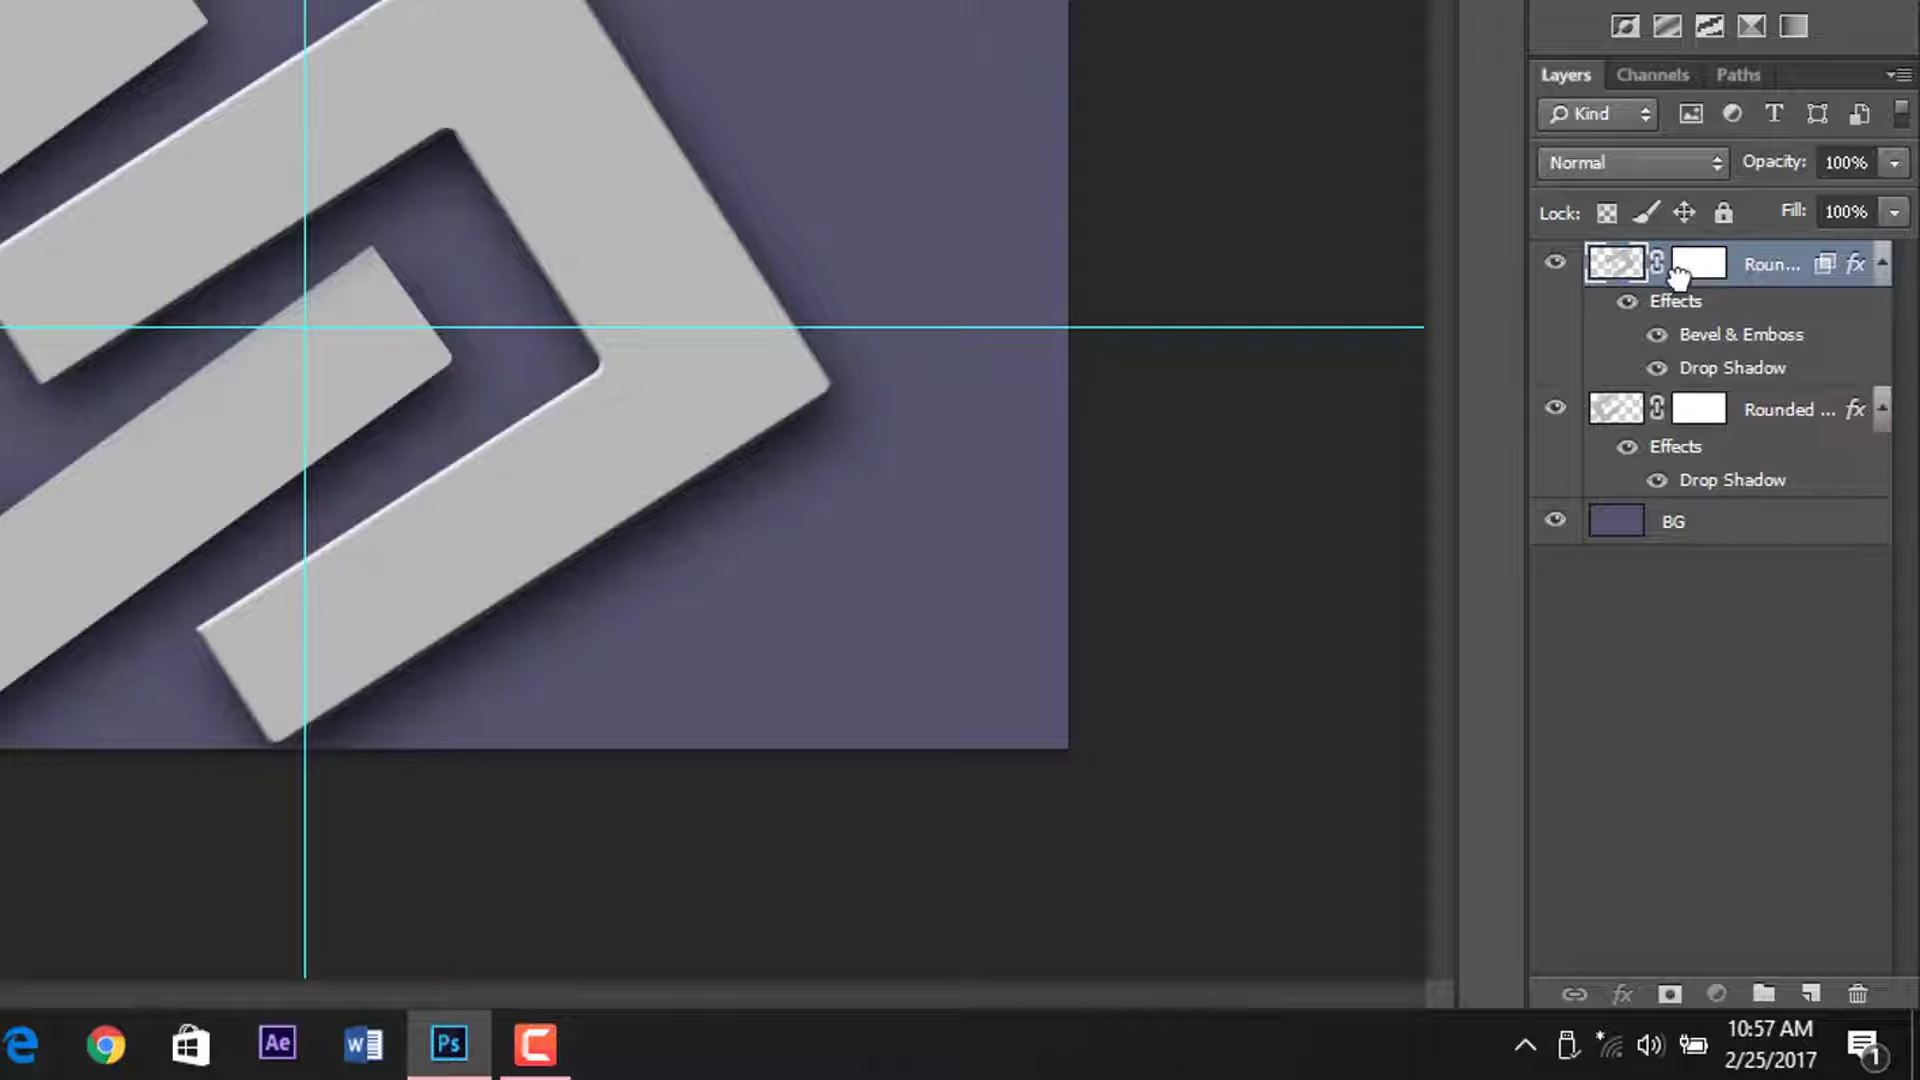 Layers Channels Paths
Kind T
Normal Opacity: 100%
Lock: Fill: 100%
Roun... fx
Effects
Bevel & Emboss
Drop Shadow
Rounded ... fx
Effects
Drop Shadow
BG
fx
Ae W Ps
10:57 AM
2/25/2017
1